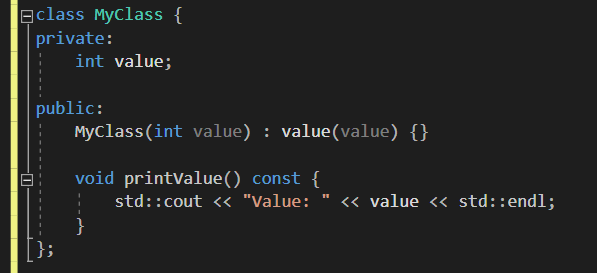 class MyClass {
private:
    int value;

public:
    MyClass(int value) : value(value) {}

    void printValue() const {
        std::cout << "Value: " << value << std::endl;
    }
};